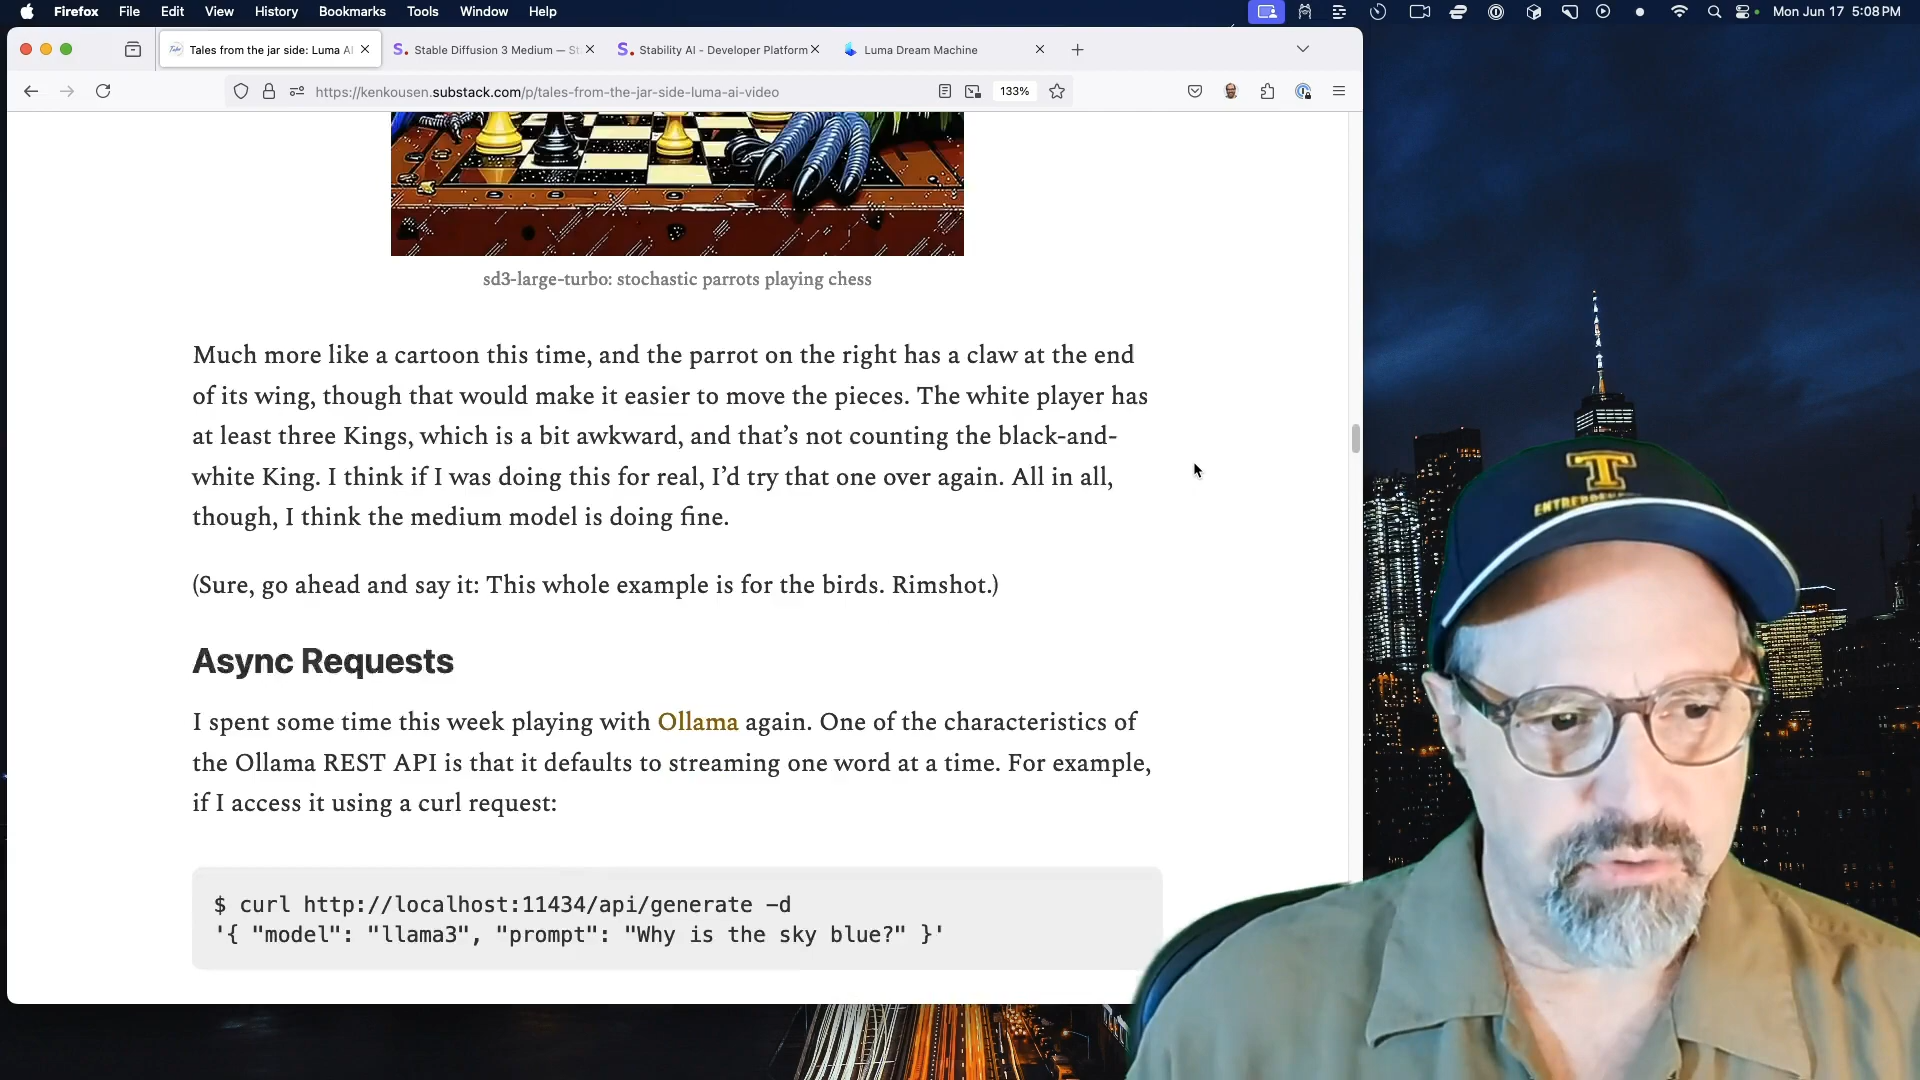 Firefox File Edit View History Bookmarks Tools Window Help Mon Jun 17 5:08 PM
Tales from the jar side: Luma AI Stable Diffusion 3 Medium — St Stability AI - Developer Platform Luma Dream Machine
https://kenkousen.substack.com/p/tales-from-the-jar-side-luma-ai-video 133%
sd3-large-turbo: stochastic parrots playing chess
Much more like a cartoon this time, and the parrot on the right has a claw at the end
of its wing, though that would make it easier to move the pieces. The white player has
at least three Kings, which is a bit awkward, and that’s not counting the black-and-
white King. I think if I was doing this for real, I’d try that one over again. All in all,
though, I think the medium model is doing fine.
(Sure, go ahead and say it: This whole example is for the birds. Rimshot.)
Async Requests
I spent some time this week playing with Ollama again. One of the characteristics of
the Ollama REST API is that it defaults to streaming one word at a time. For example,
if I access it using a curl request:
$ curl http://localhost:11434/api/generate -d
'{ "model": "llama3", "prompt": "Why is the sky blue?" }'
T